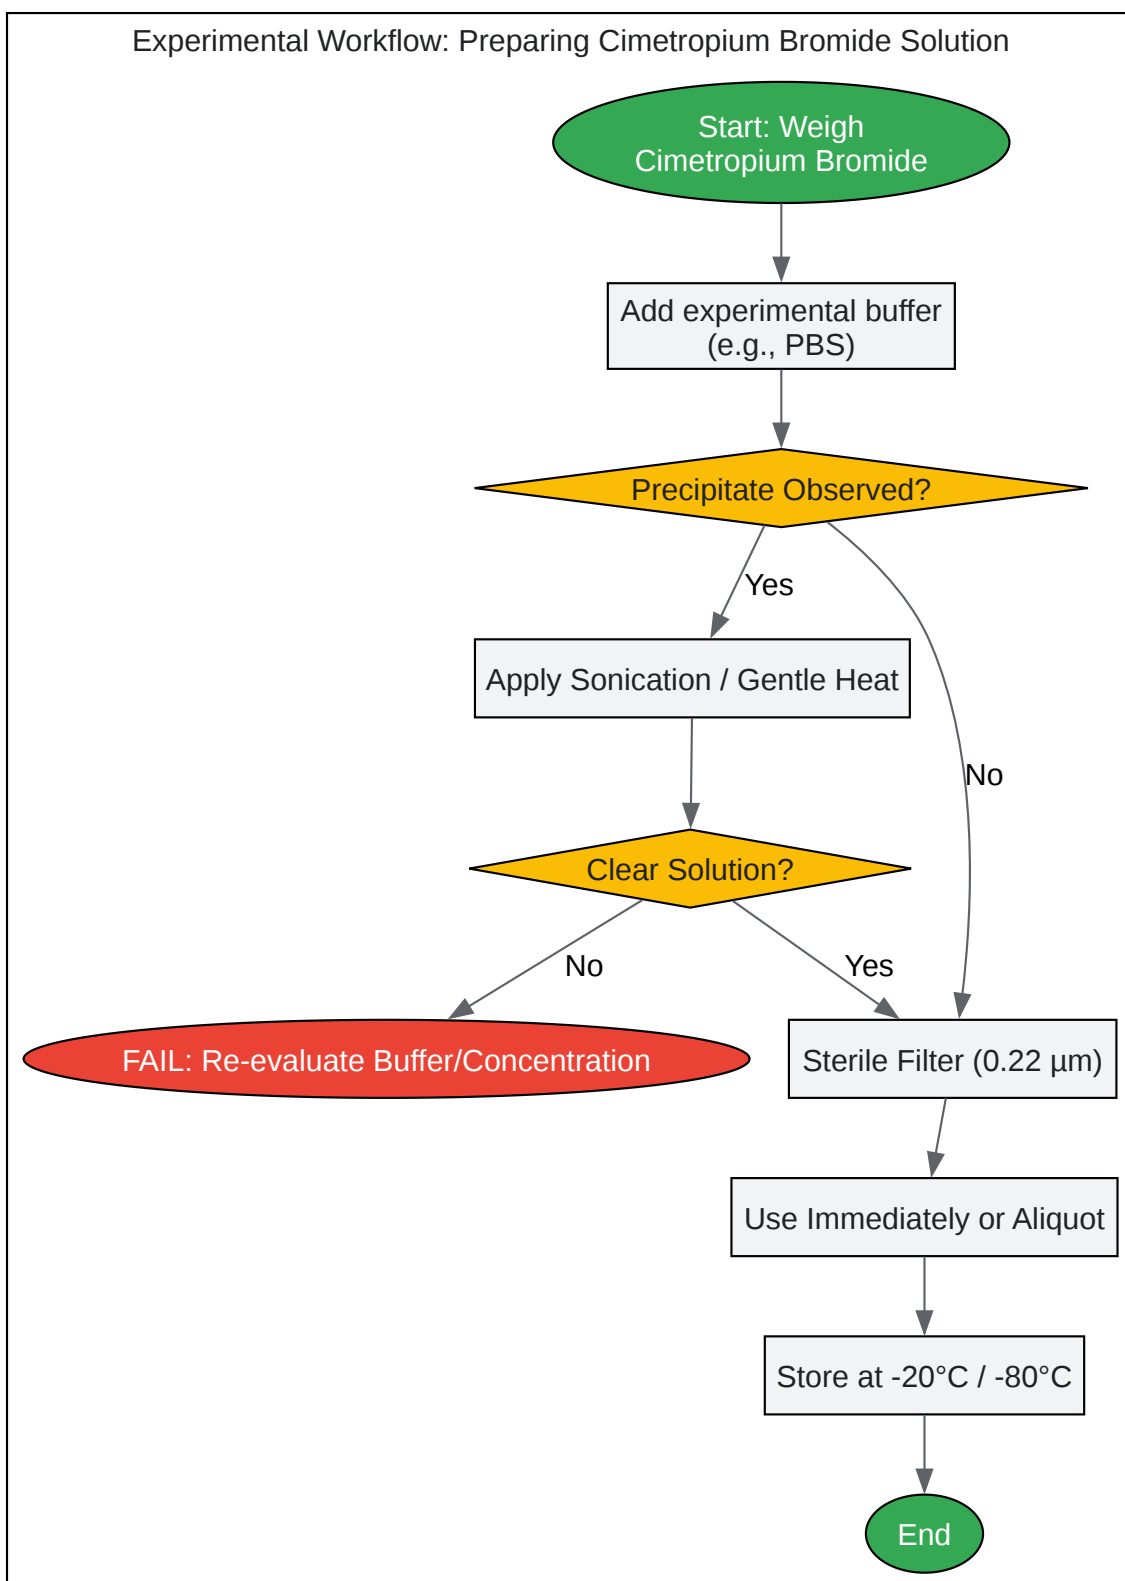 Experimental Workflow: Preparing Cimetropium Bromide Solution
Start: Weigh
Cimetropium Bromide
Add experimental buffer
(e.g., PBS)
Precipitate Observed?
Yes
Apply Sonication / Gentle Heat
No
Clear Solution?
No
Yes
FAIL: Re-evaluate Buffer/Concentration
Sterile Filter (0.22 µm)
Use Immediately or Aliquot
Store at -20°C / -80°C
End